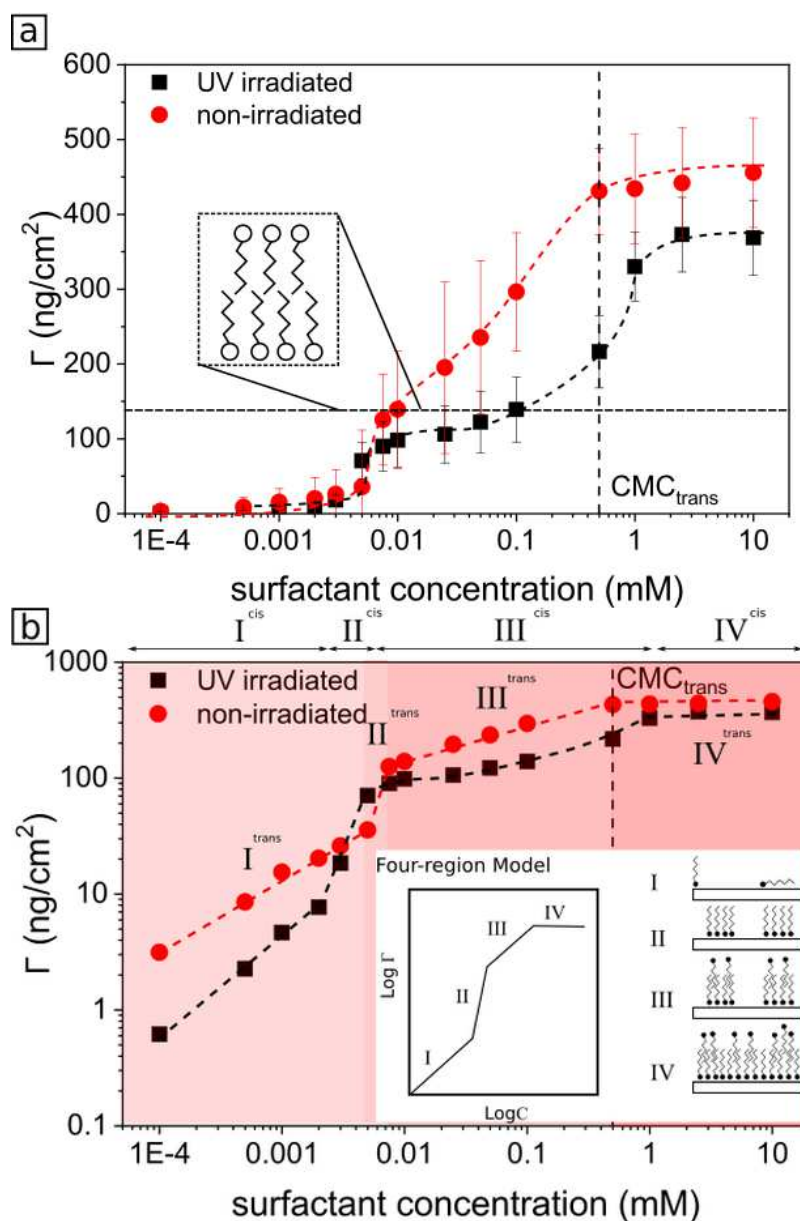 a
600
500
400
300
200
100
0
Γ (ng/cm²)
UV irradiated
non-irradiated
CMCtrans
1E-4 0.001 0.01 0.1 1 10
surfactant concentration (mM)
b
Icis IIcis IIIcis IVcis
1000
100
10
1
0.1
Γ (ng/cm²)
UV irradiated
non-irradiated
CMCtrans
IIItrans
IItrans
IVtrans
Itrans
Four-region Model
Log Γ
I
II
III
IV
LogC
I
II
III
IV
1E-4 0.001 0.01 0.1 1 10
surfactant concentration (mM)